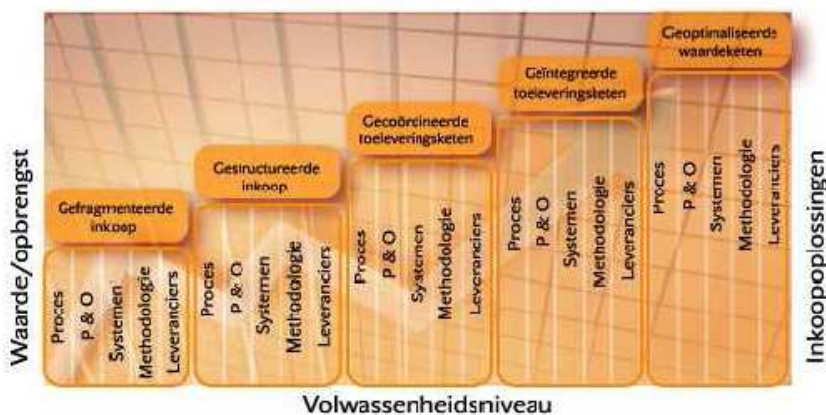 Geoptimaliseerde
waardeketen
Geïntegreerde
toeleveringsketen
Gecoördineerde
toeleveringsketen
Gestructureerde
inkoop
Gefragmenteerde
inkoop
Proces
P & O
Systemen
Methodologie
Leveranciers
Proces
P & O
Systemen
Methodologie
Leveranciers
Proces
P & O
Systemen
Methodologie
Leveranciers
Proces
P & O
Systemen
Methodologie
Leveranciers
Proces
P & O
Systemen
Methodologie
Leveranciers
Waarde/opbrengst
Inkoopoplossingen
Volwassenheidsniveau